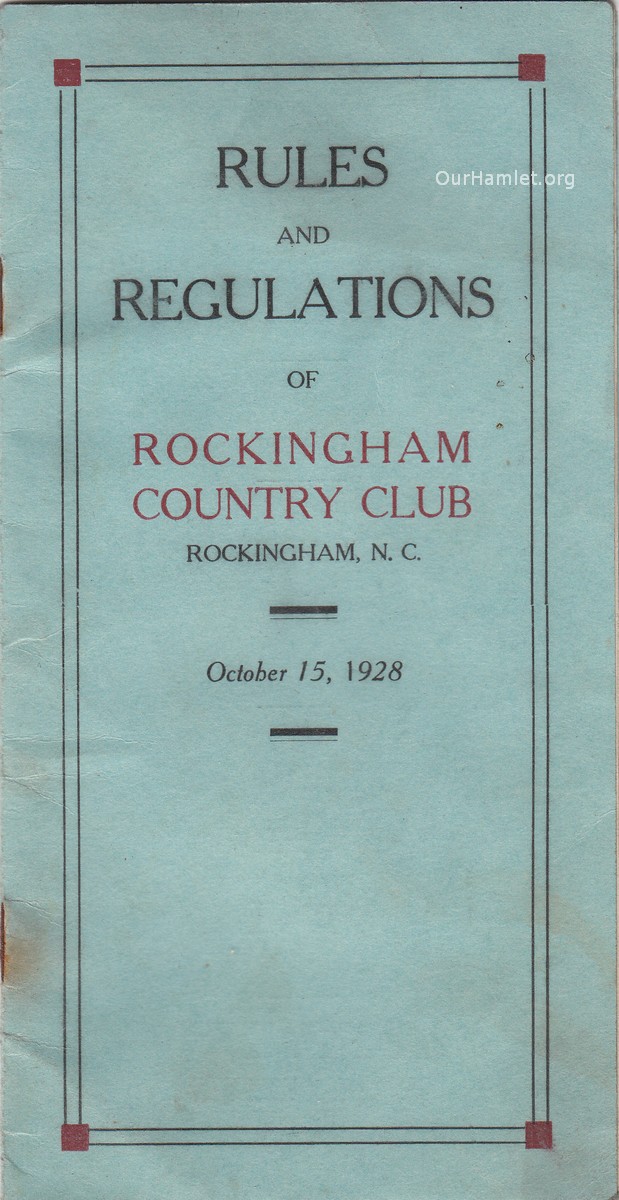 RULES
OurHamlet.org
AND
REGULATIONS
OF
ROCKINGHAM
COUNTRY CLUB
ROCKINGHAM, N. C.
October 15, 1928